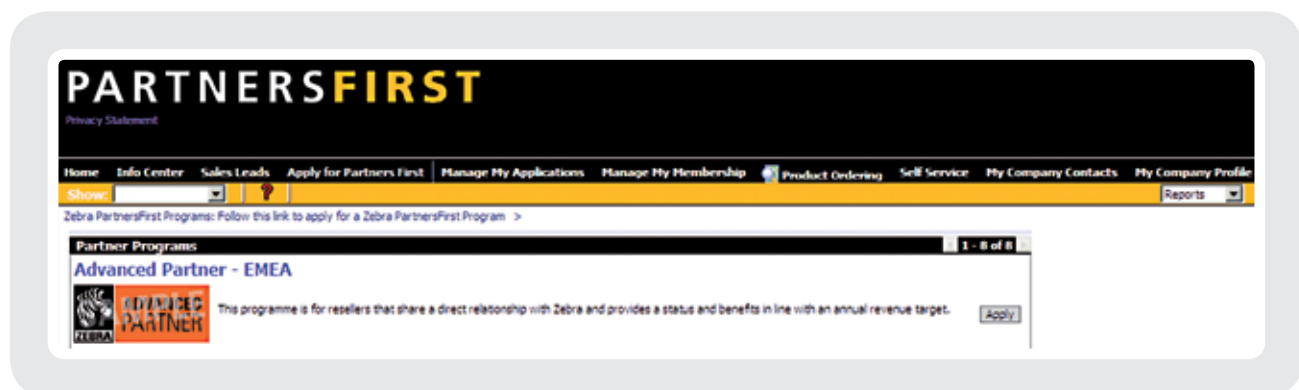 PARTNERSFIRST
Privacy Statement
Home Info Center Sales Leads Apply for Partners First Manage My Applications Manage My Membership Product Ordering Self Service My Company Contacts My Company Profile
Show: ? Reports
Zebra PartnersFirst Programs: Follow this link to apply for a Zebra PartnersFirst Program >
Partner Programs 1 - 8 of 8
Advanced Partner - EMEA
ZEBRA ADVANCED PARTNER
This programme is for resellers that share a direct relationship with Zebra and provides a status and benefits in line with an annual revenue target. Apply